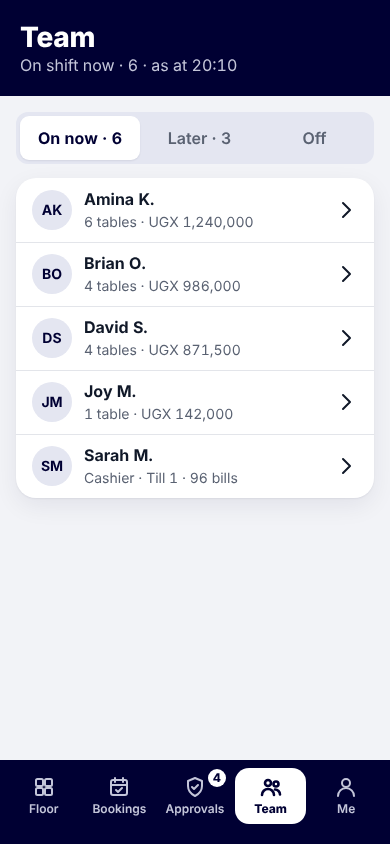 Team
On shift now · 6 · as at 20:10
On now · 6
Later · 3
Off
AK
Amina K.
6 tables · UGX 1,240,000
BO
Brian O.
4 tables · UGX 986,000
DS
David S.
4 tables · UGX 871,500
JM
Joy M.
1 table · UGX 142,000
SM
Sarah M.
Cashier · Till 1 · 96 bills
4
Floor
Bookings
Approvals
Team
Me